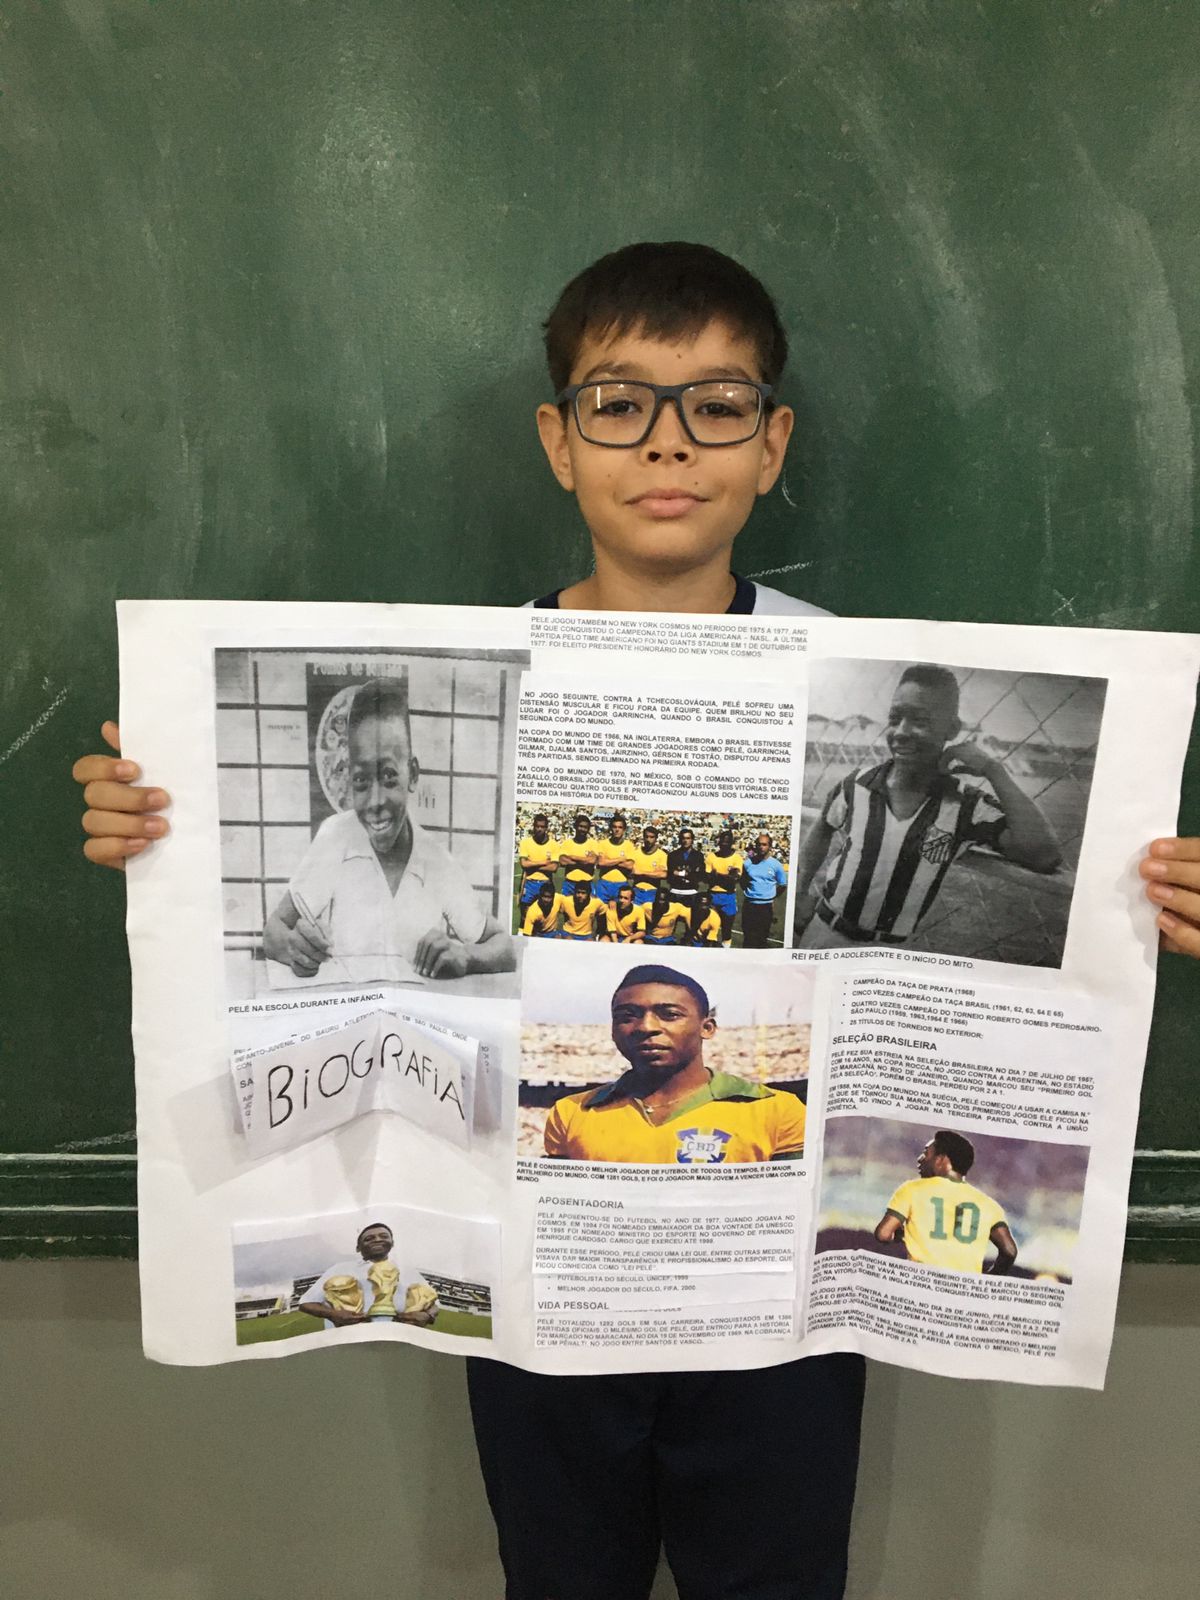 PELÉ JOGOU TAMBÉM NO NEW YORK COSMOS NO PERÍODO DE 1975 A 1977, ANO
EM QUE CONQUISTOU O CAMPEONATO DA LIGA AMERICANA – NASL. A ÚLTIMA
PARTIDA PELO TIME AMERICANO FOI NO GIANTS STADIUM EM 1 DE OUTUBRO DE
1977. FOI ELEITO PRESIDENTE HONORÁRIO DO NEW YORK COSMOS.
PELÉ NA ESCOLA DURANTE A INFÂNCIA.
INFANTO-JUVENIL DO BAURU ATLÉTICO CLUBE, EM SÃO PAULO, ONDE
CON
SA
BIOGRAFIA
NO JOGO SEGUINTE, CONTRA A TCHECOSLOVÁQUIA, PELÉ SOFREU UMA
DISTENSÃO MUSCULAR E FICOU FORA DA EQUIPE. QUEM BRILHOU NO SEU
LUGAR FOI O JOGADOR GARRINCHA, QUANDO O BRASIL CONQUISTOU A
SEGUNDA COPA DO MUNDO.
NA COPA DO MUNDO DE 1966, NA INGLATERRA, EMBORA O BRASIL ESTIVESSE
FORMADO COM UM TIME DE GRANDES JOGADORES COMO PELÉ, GARRINCHA,
GILMAR, DJALMA SANTOS, JAIRZINHO, GÉRSON E TOSTÃO, DISPUTOU APENAS
TRÊS PARTIDAS, SENDO ELIMINADO NA PRIMEIRA RODADA.
NA COPA DO MUNDO DE 1970, NO MÉXICO, SOB O COMANDO DO TÉCNICO
ZAGALLO, O BRASIL JOGOU SEIS PARTIDAS E CONQUISTOU SEIS VITÓRIAS. O REI
PELÉ MARCOU QUATRO GOLS E PROTAGONIZOU ALGUNS DOS LANCES MAIS
BONITOS DA HISTÓRIA DO FUTEBOL.
PHILCO
CBD
PELÉ É CONSIDERADO O MELHOR JOGADOR DE FUTEBOL DE TODOS OS TEMPOS, É O MAIOR
ARTILHEIRO DO MUNDO, COM 1281 GOLS, E FOI O JOGADOR MAIS JOVEM A VENCER UMA COPA DO
MUNDO
APOSENTADORIA
PELÉ APOSENTOU-SE DO FUTEBOL NO ANO DE 1977, QUANDO JOGAVA NO
COSMOS. EM 1994 FOI NOMEADO EMBAIXADOR DA BOA VONTADE DA UNESCO.
EM 1995 FOI NOMEADO MINISTRO DO ESPORTE NO GOVERNO DE FERNANDO
HENRIQUE CARDOSO, CARGO QUE EXERCEU ATÉ 1998.
DURANTE ESSE PERÍODO, PELÉ CRIOU UMA LEI QUE, ENTRE OUTRAS MEDIDAS,
VISAVA DAR MAIOR TRANSPARÊNCIA E PROFISSIONALISMO AO ESPORTE, QUE
FICOU CONHECIDA COMO "LEI PELÉ".
• FUTEBOLISTA DO SÉCULO, UNICEF, 1999
• MELHOR JOGADOR DO SÉCULO, FIFA, 2000
VIDA PESSOAL
PELÉ TOTALIZOU 1282 GOLS EM SUA CARREIRA, CONQUISTADOS EM 1366
PARTIDAS OFICIAIS. O MILÉSIMO GOL DE PELÉ, QUE ENTROU PARA A HISTÓRIA
FOI MARCADO NO MARACANÃ, NO DIA 19 DE NOVEMBRO DE 1969, NA COBRANÇA
DE UM PÊNALTI, NO JOGO ENTRE SANTOS E VASCO.
REI PELÉ, O ADOLESCENTE E O INÍCIO DO MITO.
• CAMPEÃO DA TAÇA DE PRATA (1968)
• CINCO VEZES CAMPEÃO DA TAÇA BRASIL (1961, 62, 63, 64 E 65)
• QUATRO VEZES CAMPEÃO DO TORNEIO ROBERTO GOMES PEDROSA/RIO-
SÃO PAULO (1959, 1963, 1964 E 1966)
• 25 TÍTULOS DE TORNEIOS NO EXTERIOR:
SELEÇÃO BRASILEIRA
PELÉ FEZ SUA ESTREIA NA SELEÇÃO BRASILEIRA NO DIA 7 DE JULHO DE 1957,
COM 16 ANOS, NA COPA ROCCA, NO JOGO CONTRA A ARGENTINA, NO ESTÁDIO
DO MARACANÃ, NO RIO DE JANEIRO, QUANDO MARCOU SEU "PRIMEIRO GOL
PELA SELEÇÃO". PORÉM O BRASIL PERDEU POR 2 A 1.
EM 1958, NA COPA DO MUNDO NA SUÉCIA, PELÉ COMEÇOU A USAR A CAMISA N.º
10, QUE SE TORNOU SUA MARCA. NOS DOIS PRIMEIROS JOGOS ELE FICOU NA
RESERVA, SÓ VINDO A JOGAR NA TERCEIRA PARTIDA, CONTRA A UNIÃO
SOVIÉTICA.
10
NA PARTIDA, GARRINCHA MARCOU O PRIMEIRO GOL E PELÉ DEU ASSISTÊNCIA
AO SEGUNDO GOL DE VAVÁ. NO JOGO SEGUINTE, PELÉ MARCOU O SEGUNDO
GOL NA VITÓRIA SOBRE A INGLATERRA, CONQUISTANDO O SEU PRIMEIRO GOL
NA COPA.
NO JOGO FINAL, CONTRA A SUÉCIA, NO DIA 29 DE JUNHO, PELÉ MARCOU DOIS
GOLS E O BRASIL FOI CAMPEÃO MUNDIAL VENCENDO A SUÉCIA POR 5 A 2. PELÉ
TORNOU-SE O JOGADOR MAIS JOVEM A CONQUISTAR UMA COPA DO MUNDO.
NA COPA DO MUNDO DE 1962, NO CHILE, PELÉ JÁ ERA CONSIDERADO O MELHOR
JOGADOR DO MUNDO, NA PRIMEIRA PARTIDA CONTRA O MÉXICO, PELÉ FOI
FUNDAMENTAL NA VITÓRIA POR 2 A 0.